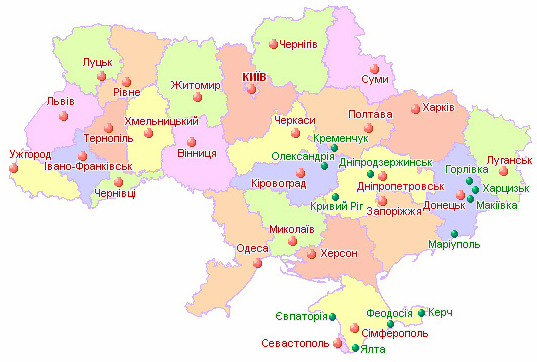 Чернігів
Луцьк
Рівне
Житомир
КИЇВ
Суми
Львів
Хмельницький
Черкаси
Полтава
Харків
Тернопіль
Вінниця
Кременчук
Ужгород
Івано-Франківськ
Олександрія
Дніпродзержинськ
Горлівка
Луганськ
Чернівці
Кіровоград
Дніпропетровськ
Харцизьк
Кривий Ріг
Запоріжжя
Донецьк
Макіївка
Миколаїв
Маріуполь
Одеса
Херсон
Євпаторія
Феодосія
Керч
Сімферополь
Севастополь
Ялта